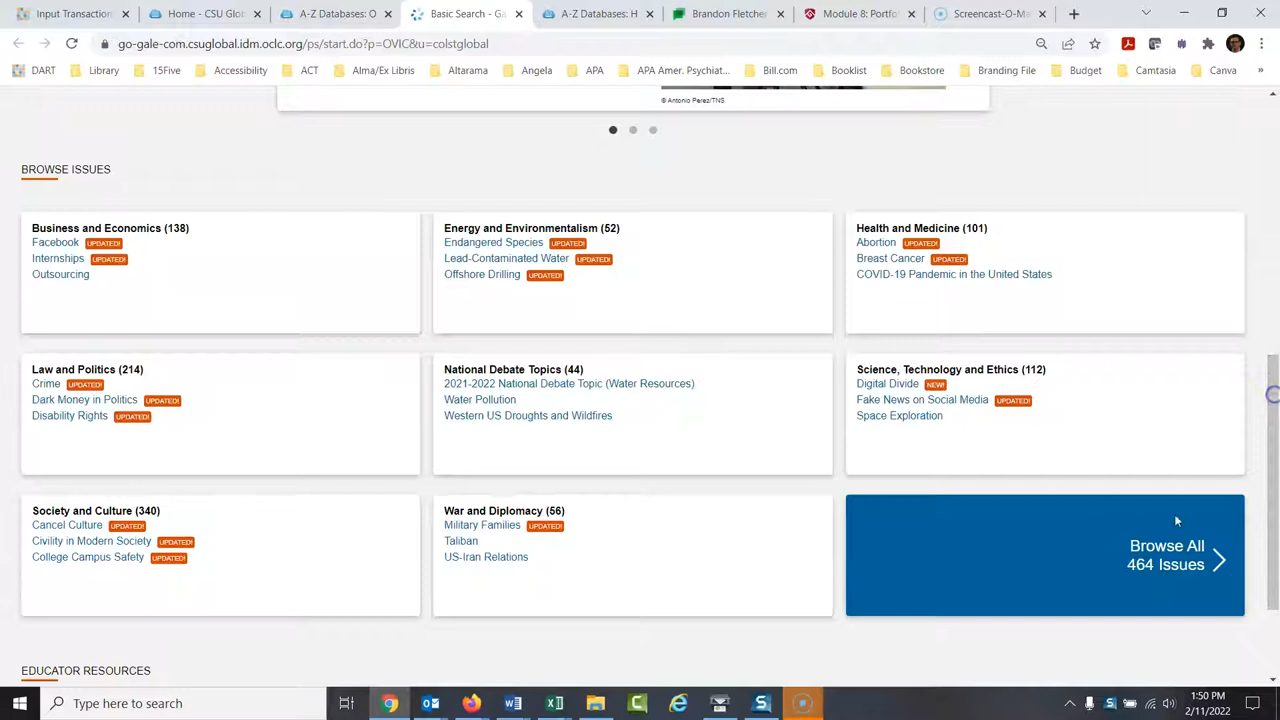 Input Transaction
Home - CSU Glo
A-Z Databases: O
Basic Search - Ga
A-Z Databases: H
Brandon Fletcher
Module 8: Portfo
Screencast-O-Ma
go-gale-com.csuglobal.idm.oclc.org/ps/start.do?p=OVIC&u=colstglobal
DART
Library
15Five
Accessibility
ACT
Alma/Ex Libris
Altarama
Angela
APA
APA Amer. Psychiat...
Bill.com
Booklist
Bookstore
Branding File
Budget
Camtasia
Canva
»
© Antonio Perez/TNS
BROWSE ISSUES
Business and Economics (138)
Facebook UPDATED!
Internships UPDATED!
Outsourcing
Energy and Environmentalism (52)
Endangered Species UPDATED!
Lead-Contaminated Water UPDATED!
Offshore Drilling UPDATED!
Health and Medicine (101)
Abortion UPDATED!
Breast Cancer UPDATED!
COVID-19 Pandemic in the United States
Law and Politics (214)
Crime UPDATED!
Dark Money in Politics UPDATED!
Disability Rights UPDATED!
National Debate Topics (44)
2021-2022 National Debate Topic (Water Resources)
Water Pollution
Western US Droughts and Wildfires
Science, Technology and Ethics (112)
Digital Divide NEW!
Fake News on Social Media UPDATED!
Space Exploration
Society and Culture (340)
Cancel Culture UPDATED!
Civility in Modern Society UPDATED!
College Campus Safety UPDATED!
War and Diplomacy (56)
Military Families UPDATED!
Taliban
US-Iran Relations
Browse All
464 Issues
EDUCATOR RESOURCES
Type here to search
1:50 PM
2/11/2022